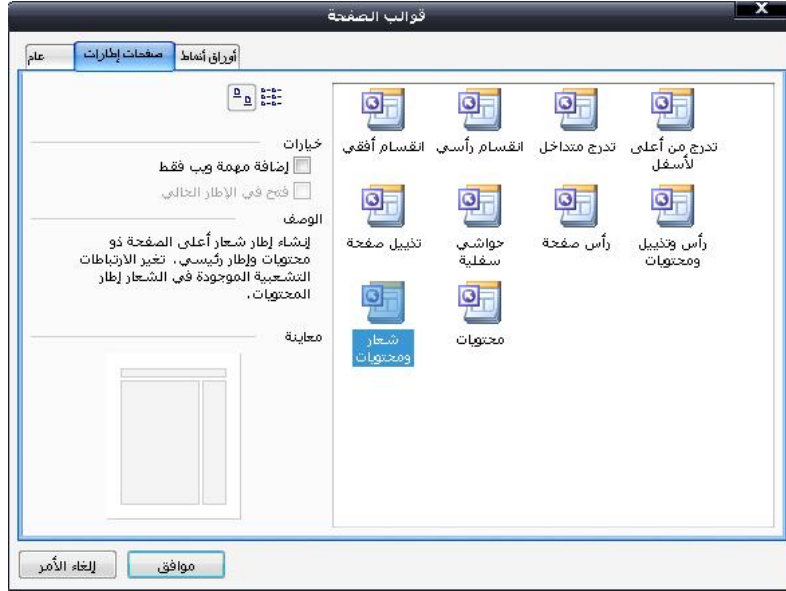 قوالب الصفحة
X
عام
صفحات إطارات
أوراق أنماط
تدرج من أعلى لأسفل
تدرج متداخل
انقسام رأسي
انقسام أفقي
رأس وتذييل ومحتويات
رأس صفحة
حواشي سفلية
تذييل صفحة
محتويات
شعار ومحتويات
خيارات
إضافة مهمة ويب فقط
فتح في الإطار الحالي
الوصف
إنشاء إطار شعار أعلى الصفحة ذو
محتويات وإطار رئيسي. تغير الارتباطات
التشعبية الموجودة في الشعار إطار
المحتويات.
معاينة
موافق
إلغاء الأمر